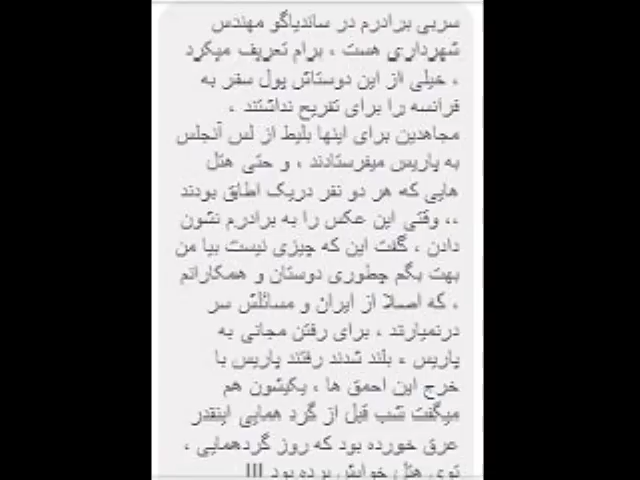 سربی برادرم در ساندیاگو مهندس
شهرداری هست ، برام تعریف میکرد
، خیلی از این دوستاش پول سفر به
فرانسه را برای تفریح نداشتند ،
مجاهدین برای اینها بلیط از لس آنجلس
به پاریس میفرستادند ، و حتی هتل
هایی که هر دو نفر دریک اطاق بودند
،، وقتی این عکس را به برادرم نشون
دادن ، گفت این که چیزی نیست بیا من
بهت بگم چطوری دوستان و همکارانم
، که اصلا از ایران و مسائلش سر
درنمیارند ، برای رفتن مجانی به
پاریس ، بلند شدند رفتند پاریس با
خرج این احمق ها ، یکیشون هم
میگفت شب قبل از گرد همایی اینقدر
عرق خورده بود که روز گردهمایی ،
توی هتل خوابش برده بود !!!